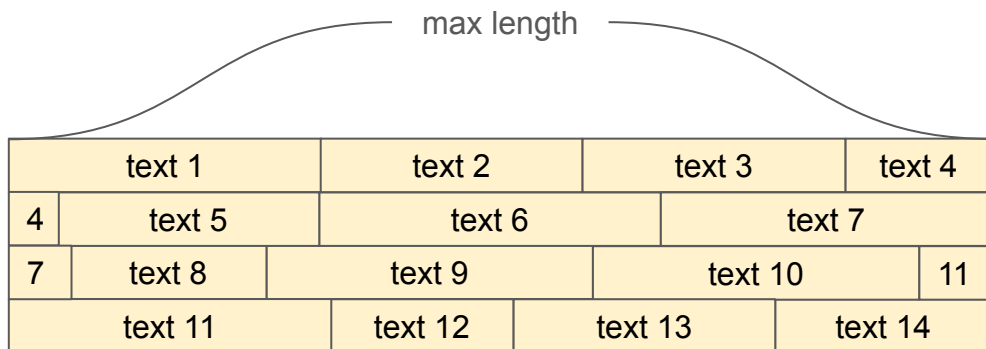 max length
text 1 text 2 text 3 text 4
4 text 5 text 6 text 7
7 text 8 text 9 text 10 11
text 11 text 12 text 13 text 14